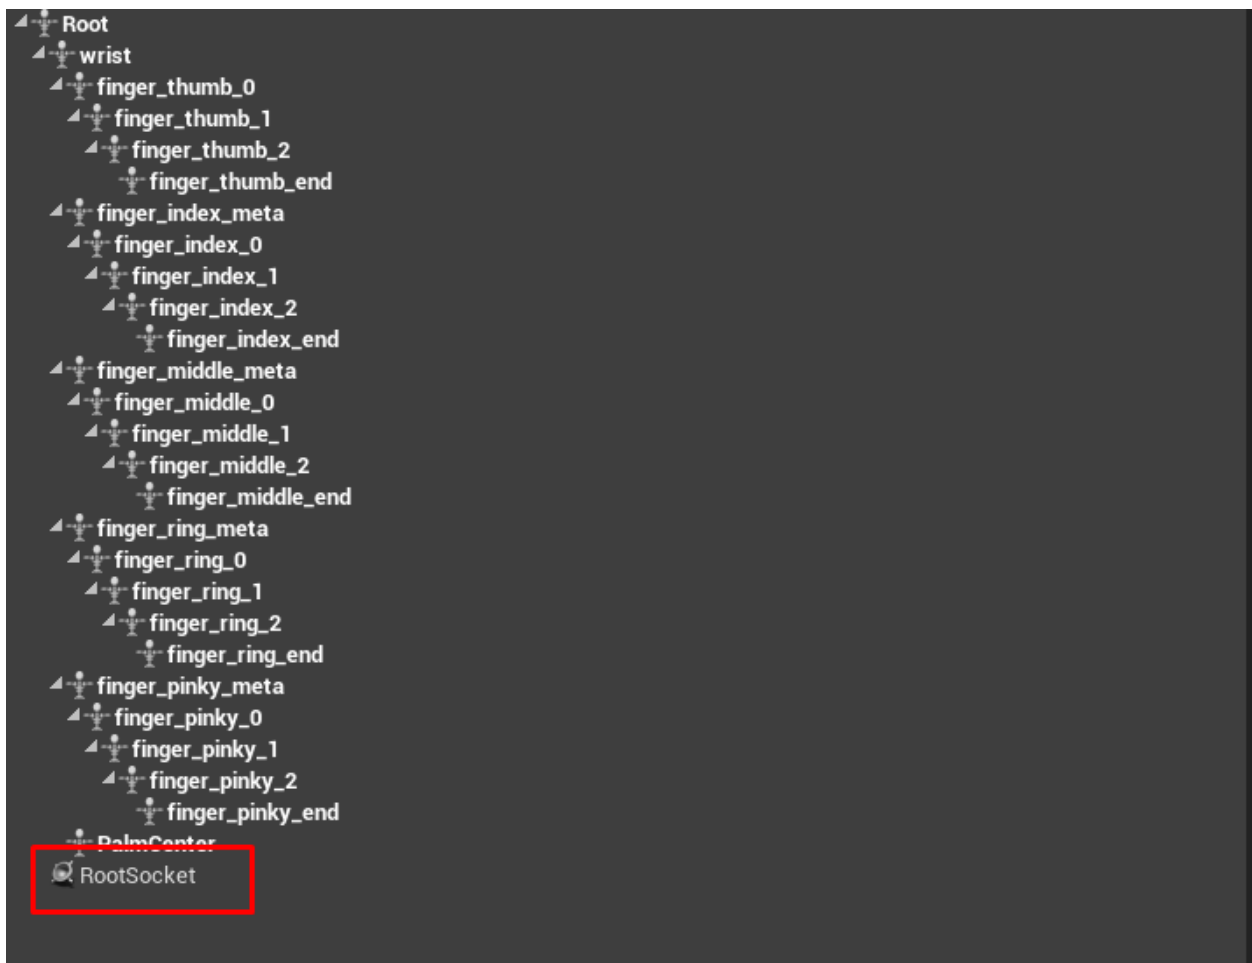 Root
wrist
finger_thumb_0
finger_thumb_1
finger_thumb_2
finger_thumb_end
finger_index_meta
finger_index_0
finger_index_1
finger_index_2
finger_index_end
finger_middle_meta
finger_middle_0
finger_middle_1
finger_middle_2
finger_middle_end
finger_ring_meta
finger_ring_0
finger_ring_1
finger_ring_2
finger_ring_end
finger_pinky_meta
finger_pinky_0
finger_pinky_1
finger_pinky_2
finger_pinky_end
PalmCenter
RootSocket